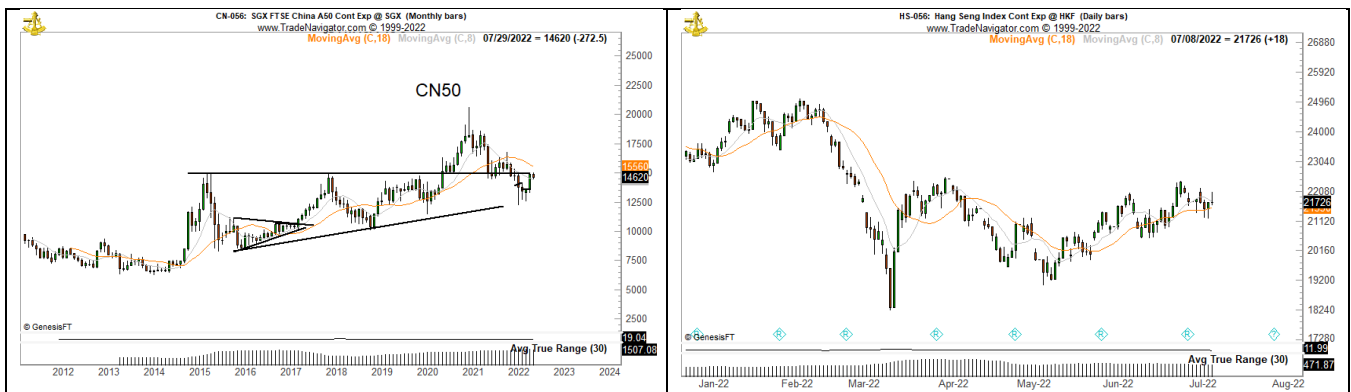 CN-056: SGX FTSE China A50 Cont Exp @ SGX (Monthly bars)
www.TradeNavigator.com © 1999-2022
MovingAvg (C,18) MovingAvg (C,8) 07/29/2022 = 14620 (-272.5)
CN50
25000
22500
20000
17500
15560
14620
12500
10000
7500
5000
2500
© GenesisFT
19.04
Avg True Range (30)
1507.08
2012 2013 2014 2015 2016 2017 2018 2019 2020 2021 2022 2023 2024
HS-056: Hang Seng Index Cont Exp @ HKF (Daily bars)
www.TradeNavigator.com © 1999-2022
MovingAvg (C,18) MovingAvg (C,8) 07/08/2022 = 21726 (+18)
26880
25920
24960
24000
23040
22080
21726
21120
20160
19200
18240
17280
R R R R R R R ?
© GenesisFT
11.99
Avg True Range (30)
471.87
Jan-22 Feb-22 Mar-22 Apr-22 May-22 Jun-22 Jul-22 Aug-22